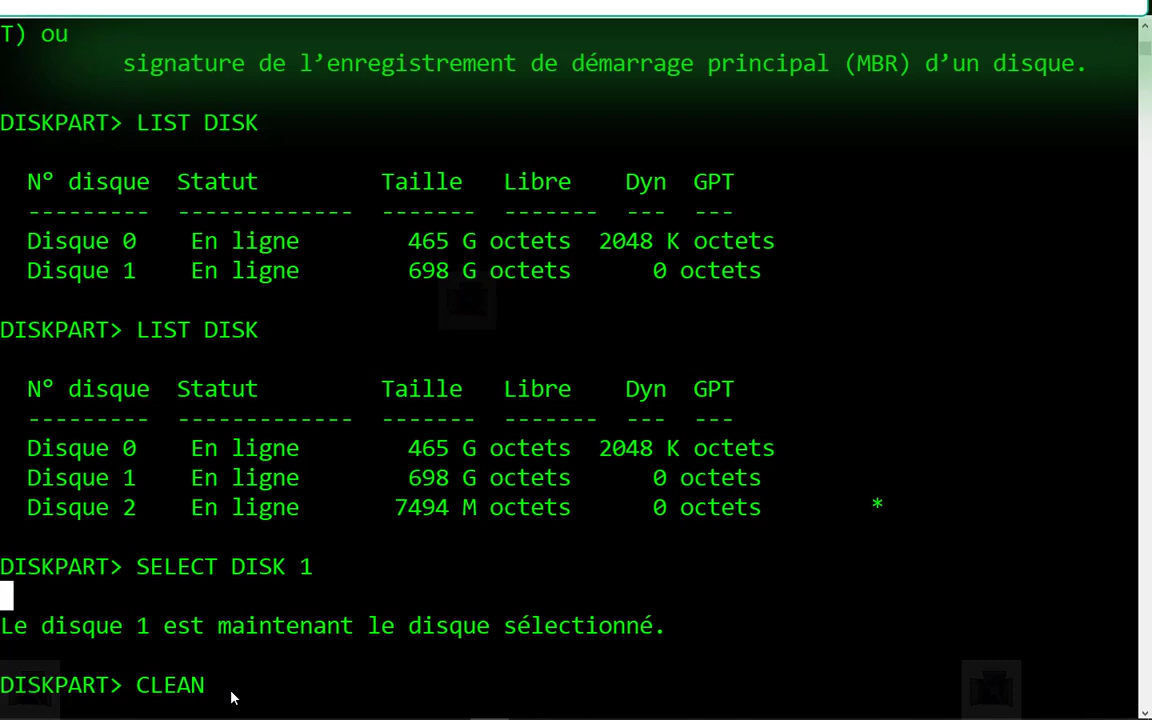 T) ou
signature de l’enregistrement de démarrage principal (MBR) d’un disque.
DISKPART> LIST DISK
N° disque Statut Taille Libre Dyn GPT
--------- ------------- ------- ------- --- ---
Disque 0 En ligne 465 G octets 2048 K octets
Disque 1 En ligne 698 G octets 0 octets
DISKPART> LIST DISK
N° disque Statut Taille Libre Dyn GPT
--------- ------------- ------- ------- --- ---
Disque 0 En ligne 465 G octets 2048 K octets
Disque 1 En ligne 698 G octets 0 octets
Disque 2 En ligne 7494 M octets 0 octets *
DISKPART> SELECT DISK 1
Le disque 1 est maintenant le disque sélectionné.
DISKPART> CLEAN